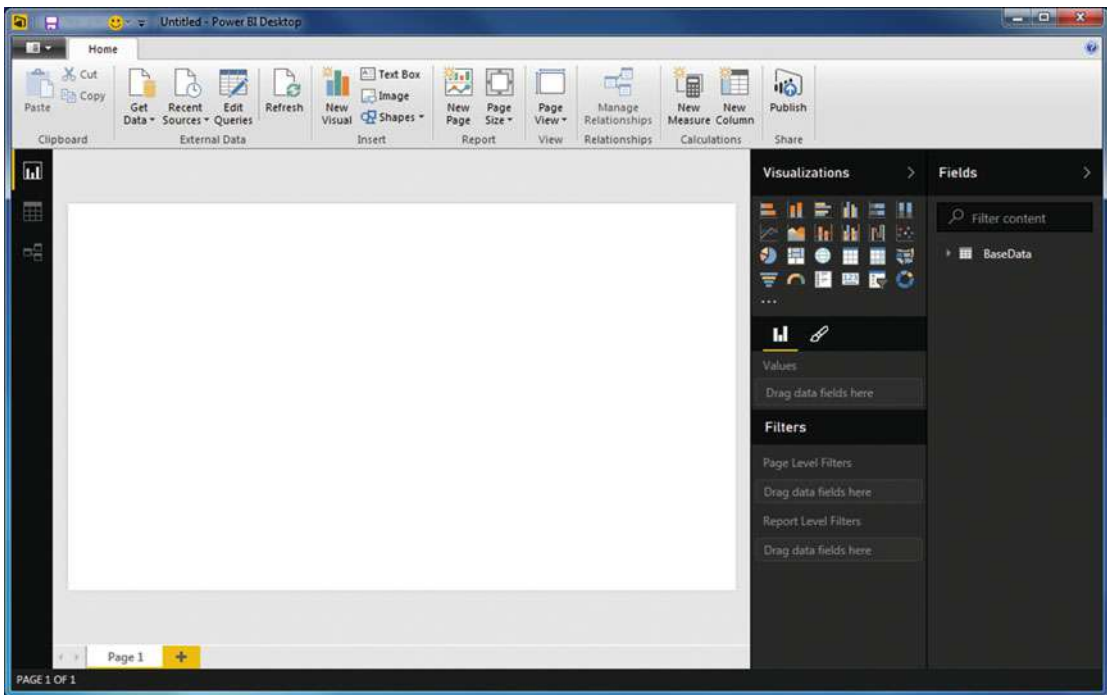 Untitled - Power BI Desktop
Home
Paste
Cut
Copy
Clipboard
Get Data
Recent Sources
Edit Queries
Refresh
External Data
New Visual
Text Box
Image
Shapes
Insert
New Page
Page Size
Report
Page View
View
Manage Relationships
Relationships
New Measure
New Column
Calculations
Publish
Share
Visualizations
Values
Drag data fields here
Filters
Page Level Filters
Drag data fields here
Report Level Filters
Drag data fields here
Fields
Filter content
BaseData
Page 1
PAGE 1 OF 1